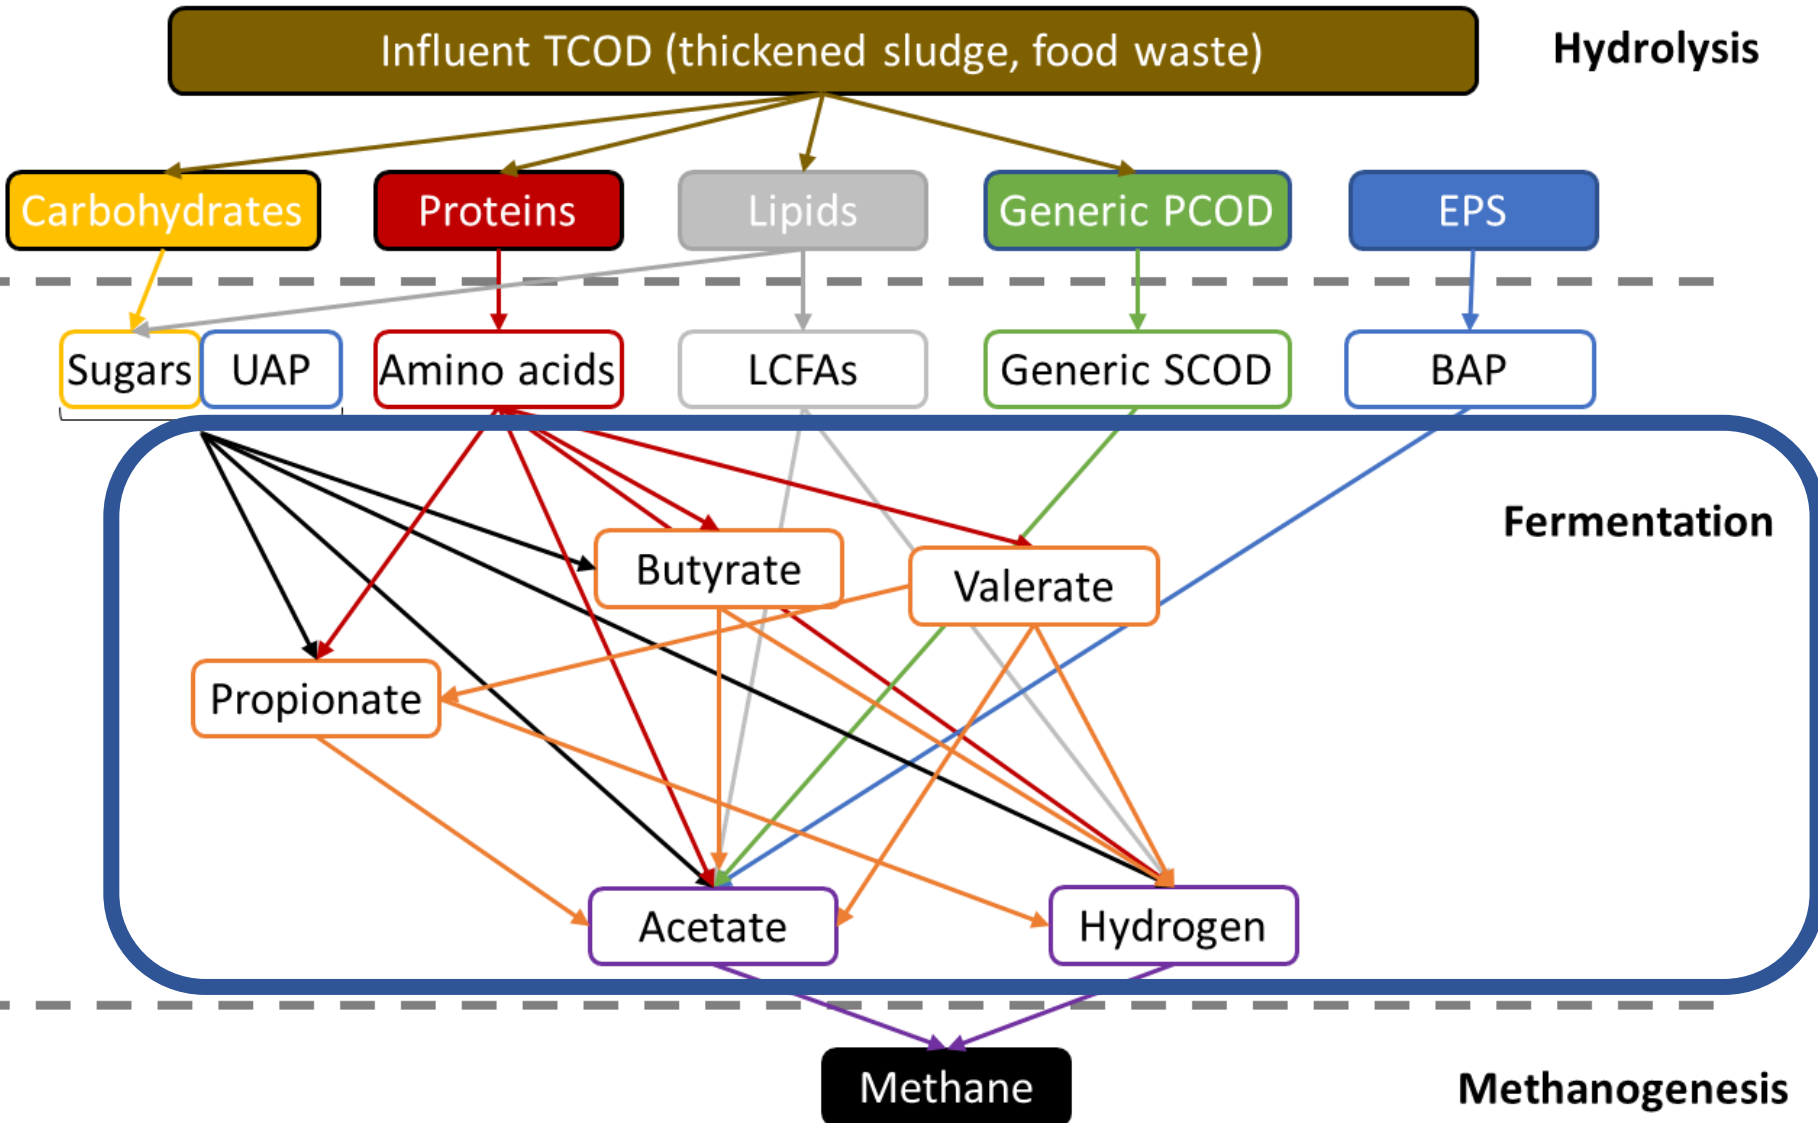 Influent TCOD (thickened sludge, food waste)
Hydrolysis
Carbohydrates
Proteins
Lipids
Generic PCOD
EPS
Sugars
UAP
Amino acids
LCFAs
Generic SCOD
BAP
Fermentation
Butyrate
Valerate
Propionate
Acetate
Hydrogen
Methane
Methanogenesis